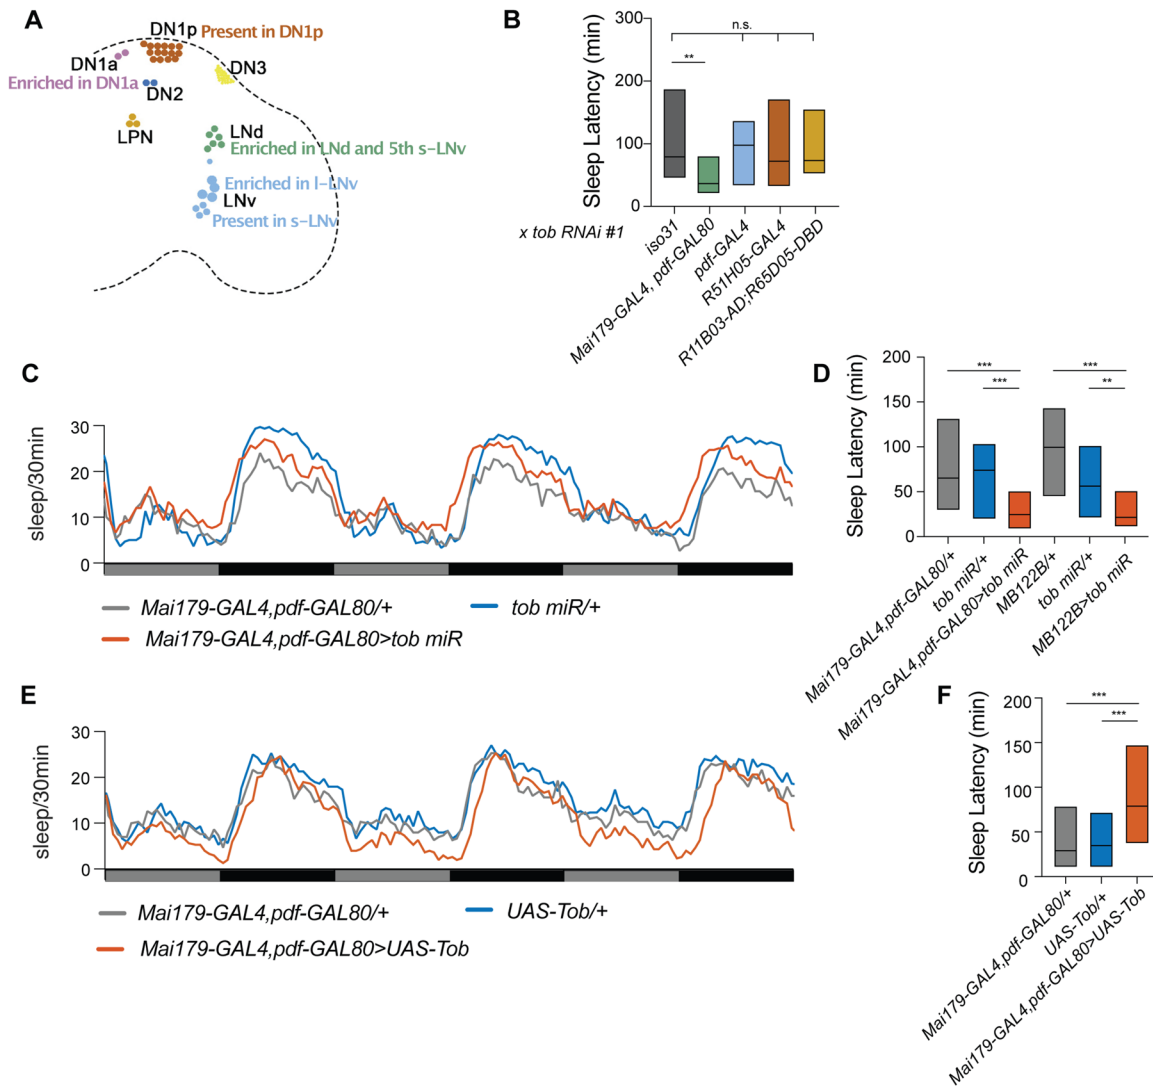 A
DN1p Present in DN1p
DN1a
Enriched in DN1a
DN3
DN2
LPN
LNd
Enriched in LNd and 5th s-LNv
Enriched in l-LNv
LNv
Present in s-LNv
B
Sleep Latency (min)
300
200
100
0
**
n.s.
x tob RNAi #1
iso31
Mai179-GAL4, pdf-GAL80
pdf-GAL4
R51H05-GAL4
R11B03-AD;R65D05-DBD
C
sleep/30min
30
20
10
0
Mai179-GAL4,pdf-GAL80/+
tob miR/+
Mai179-GAL4,pdf-GAL80>tob miR
D
Sleep Latency (min)
200
150
100
50
0
***
***
***
**
Mai179-GAL4,pdf-GAL80/+
tob miR/+
Mai179-GAL4,pdf-GAL80>tob miR
MB122B/+
tob miR/+
MB122B>tob miR
E
sleep/30min
30
20
10
0
Mai179-GAL4,pdf-GAL80/+
UAS-Tob/+
Mai179-GAL4,pdf-GAL80>UAS-Tob
F
Sleep Latency (min)
200
150
100
50
0
***
***
Mai179-GAL4,pdf-GAL80/+
UAS-Tob/+
Mai179-GAL4,pdf-GAL80>UAS-Tob